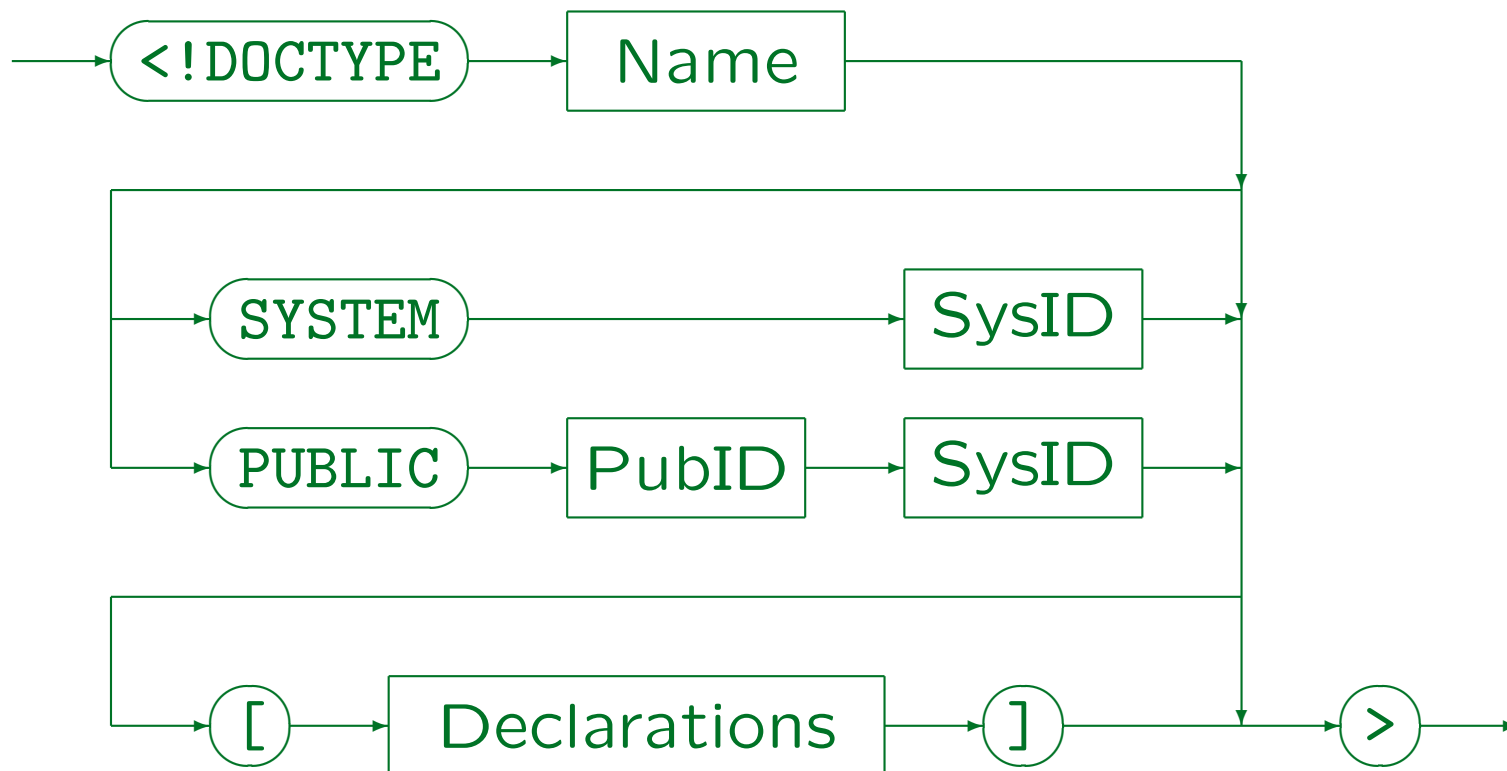 <!DOCTYPE Name
SYSTEM SysID
PUBLIC PubID SysID
[ Declarations ] >